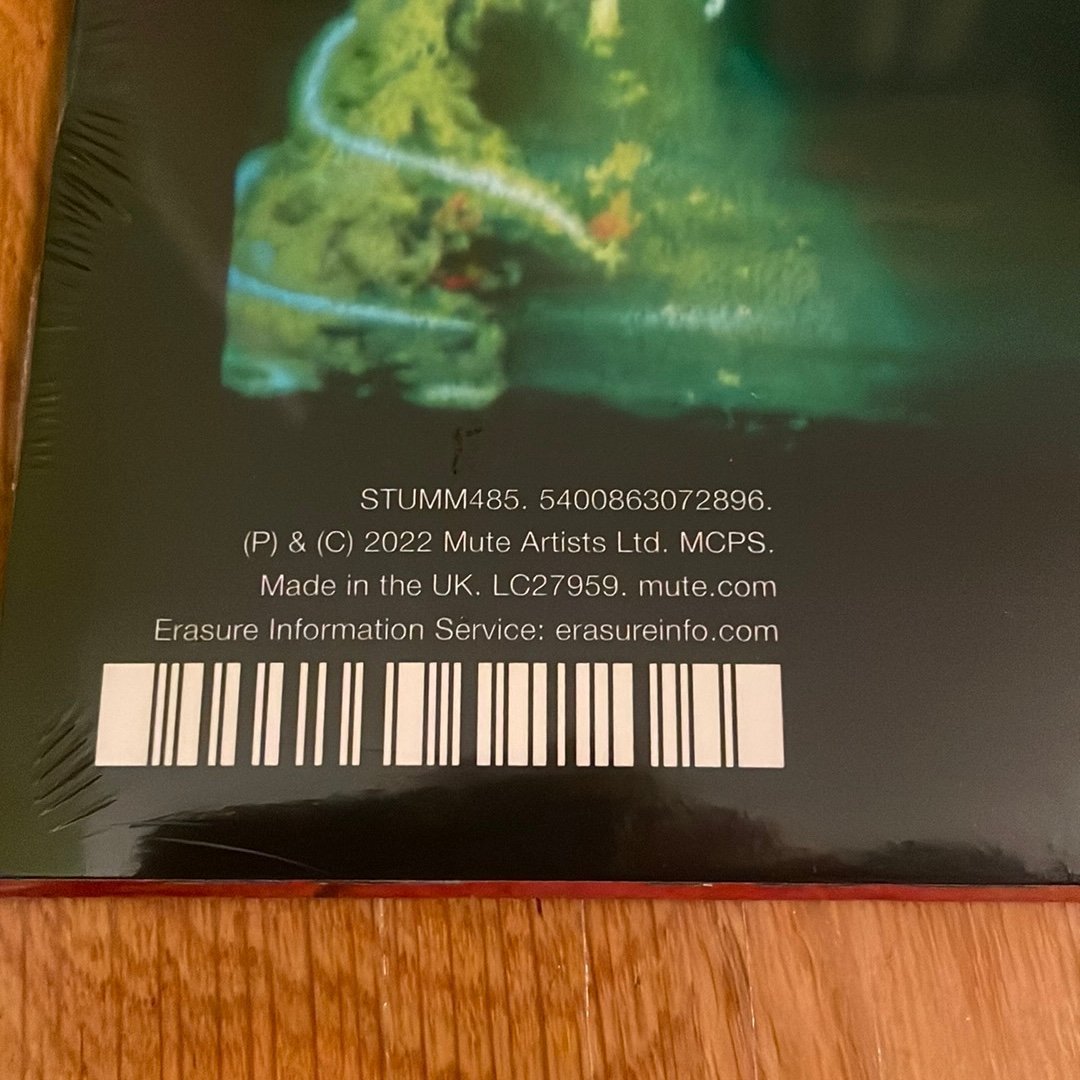 STUMM485. 5400863072896.
(P) & (C) 2022 Mute Artists Ltd. MCPS.
Made in the UK. LC27959. mute.com
Erasure Information Service: erasureinfo.com